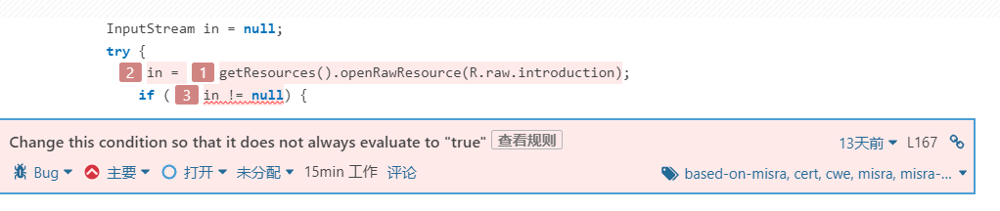 InputStream in = null;
try {
2 in = 1 getResources().openRawResource(R.raw.introduction);
if ( 3 in != null) {
Change this condition so that it does not always evaluate to "true" 查看规则 13天前 L167
Bug 主要 打开 未分配 15min 工作 评论 based-on-misra, cert, cwe, misra, misra-...